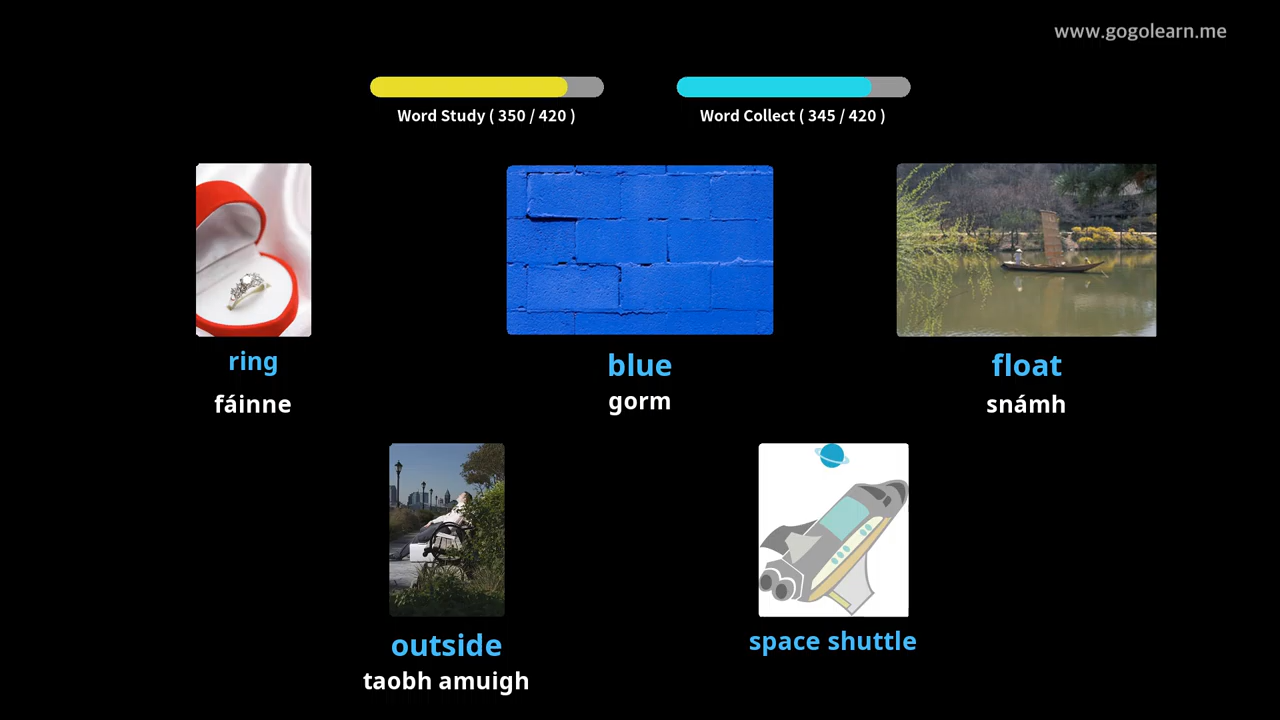 www.gogolearn.me
Word Study ( 350 / 420 )
Word Collect ( 345 / 420 )
ring
fáinne
blue
gorm
float
snámh
outside
taobh amuigh
space shuttle